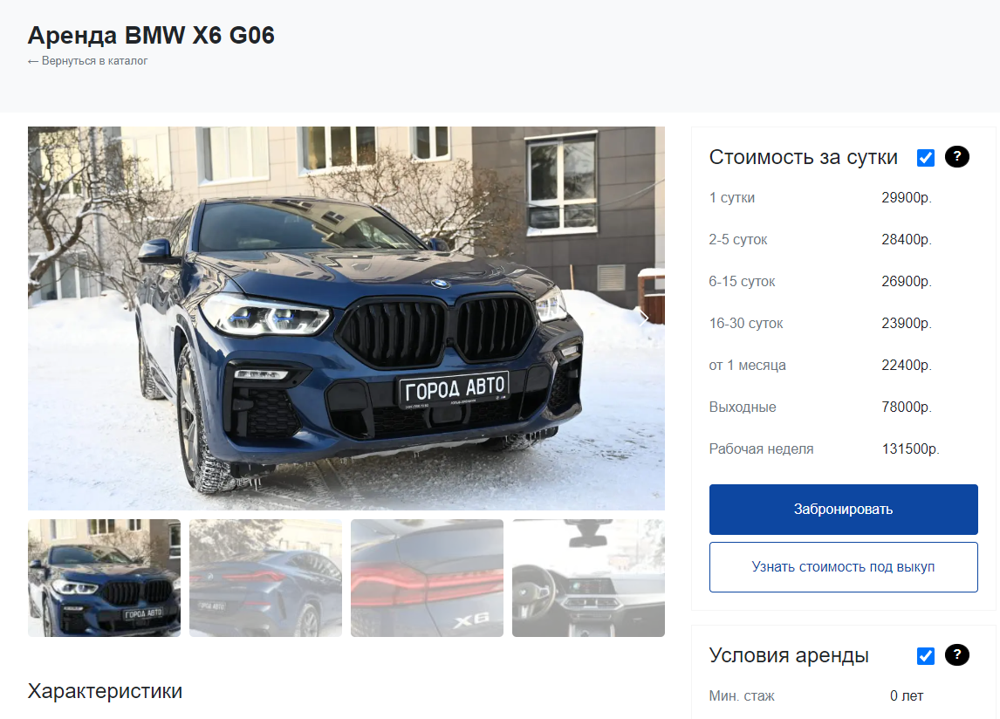 Аренда BMW X6 G06
← Вернуться в каталог
ГОРОД АВТО
ГОРОД АВТО
ГОРОД АВТО
X6
Стоимость за сутки ?
1 сутки 29900р.
2-5 суток 28400р.
6-15 суток 26900р.
16-30 суток 23900р.
от 1 месяца 22400р.
Выходные 78000р.
Рабочая неделя 131500р.
Забронировать
Узнать стоимость под выкуп
Условия аренды ?
Мин. стаж 0 лет
Характеристики